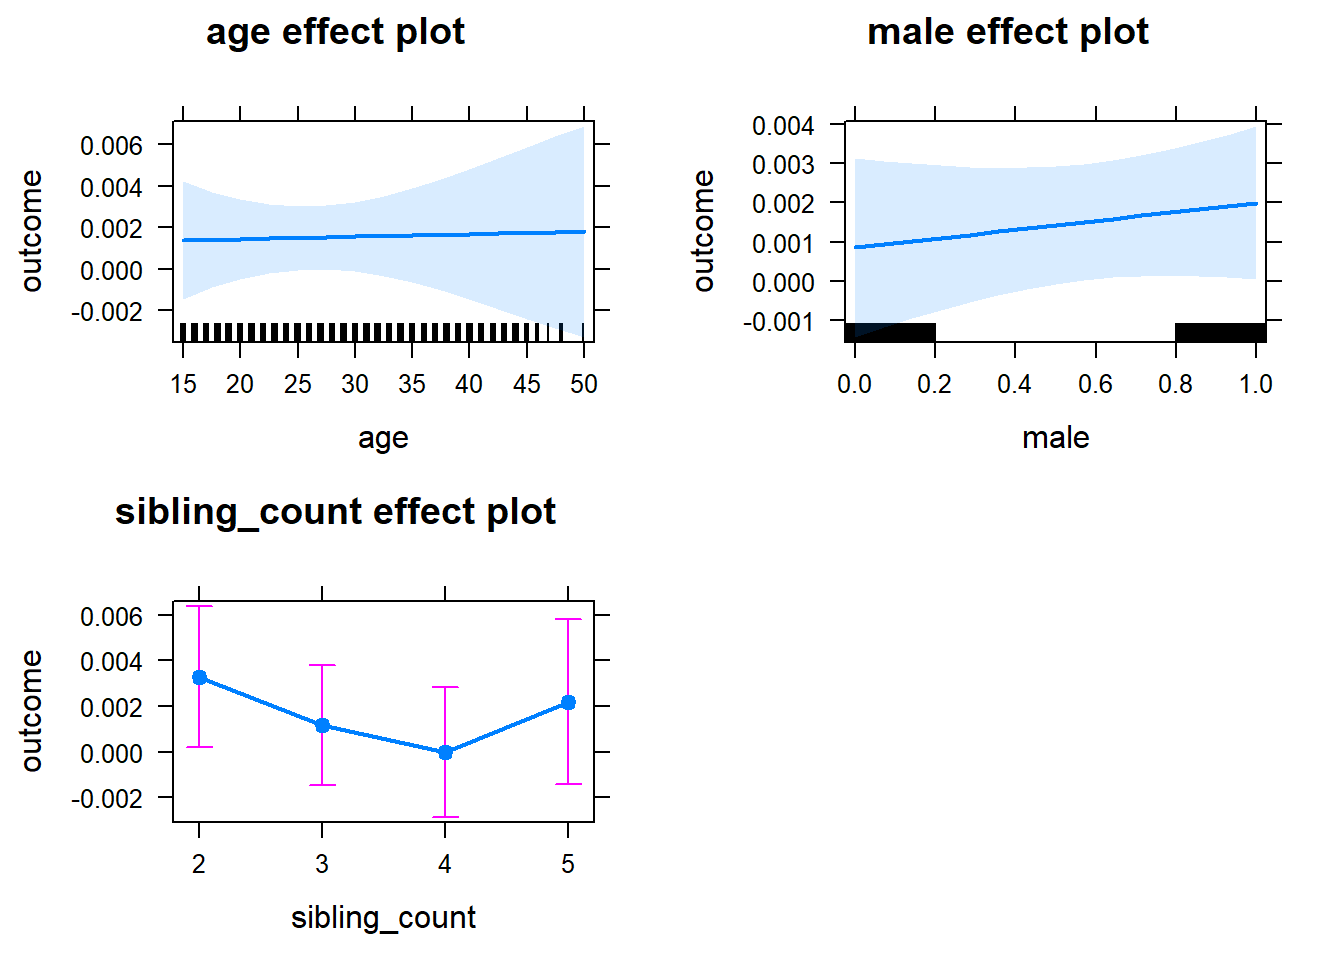 age effect plot
outcome
0.006
0.004
0.002
0.000
-0.002
15 20 25 30 35 40 45 50
age
male effect plot
outcome
0.004
0.003
0.002
0.001
0.000
-0.001
0.0 0.2 0.4 0.6 0.8 1.0
male
sibling_count effect plot
outcome
0.006
0.004
0.002
0.000
-0.002
2 3 4 5
sibling_count